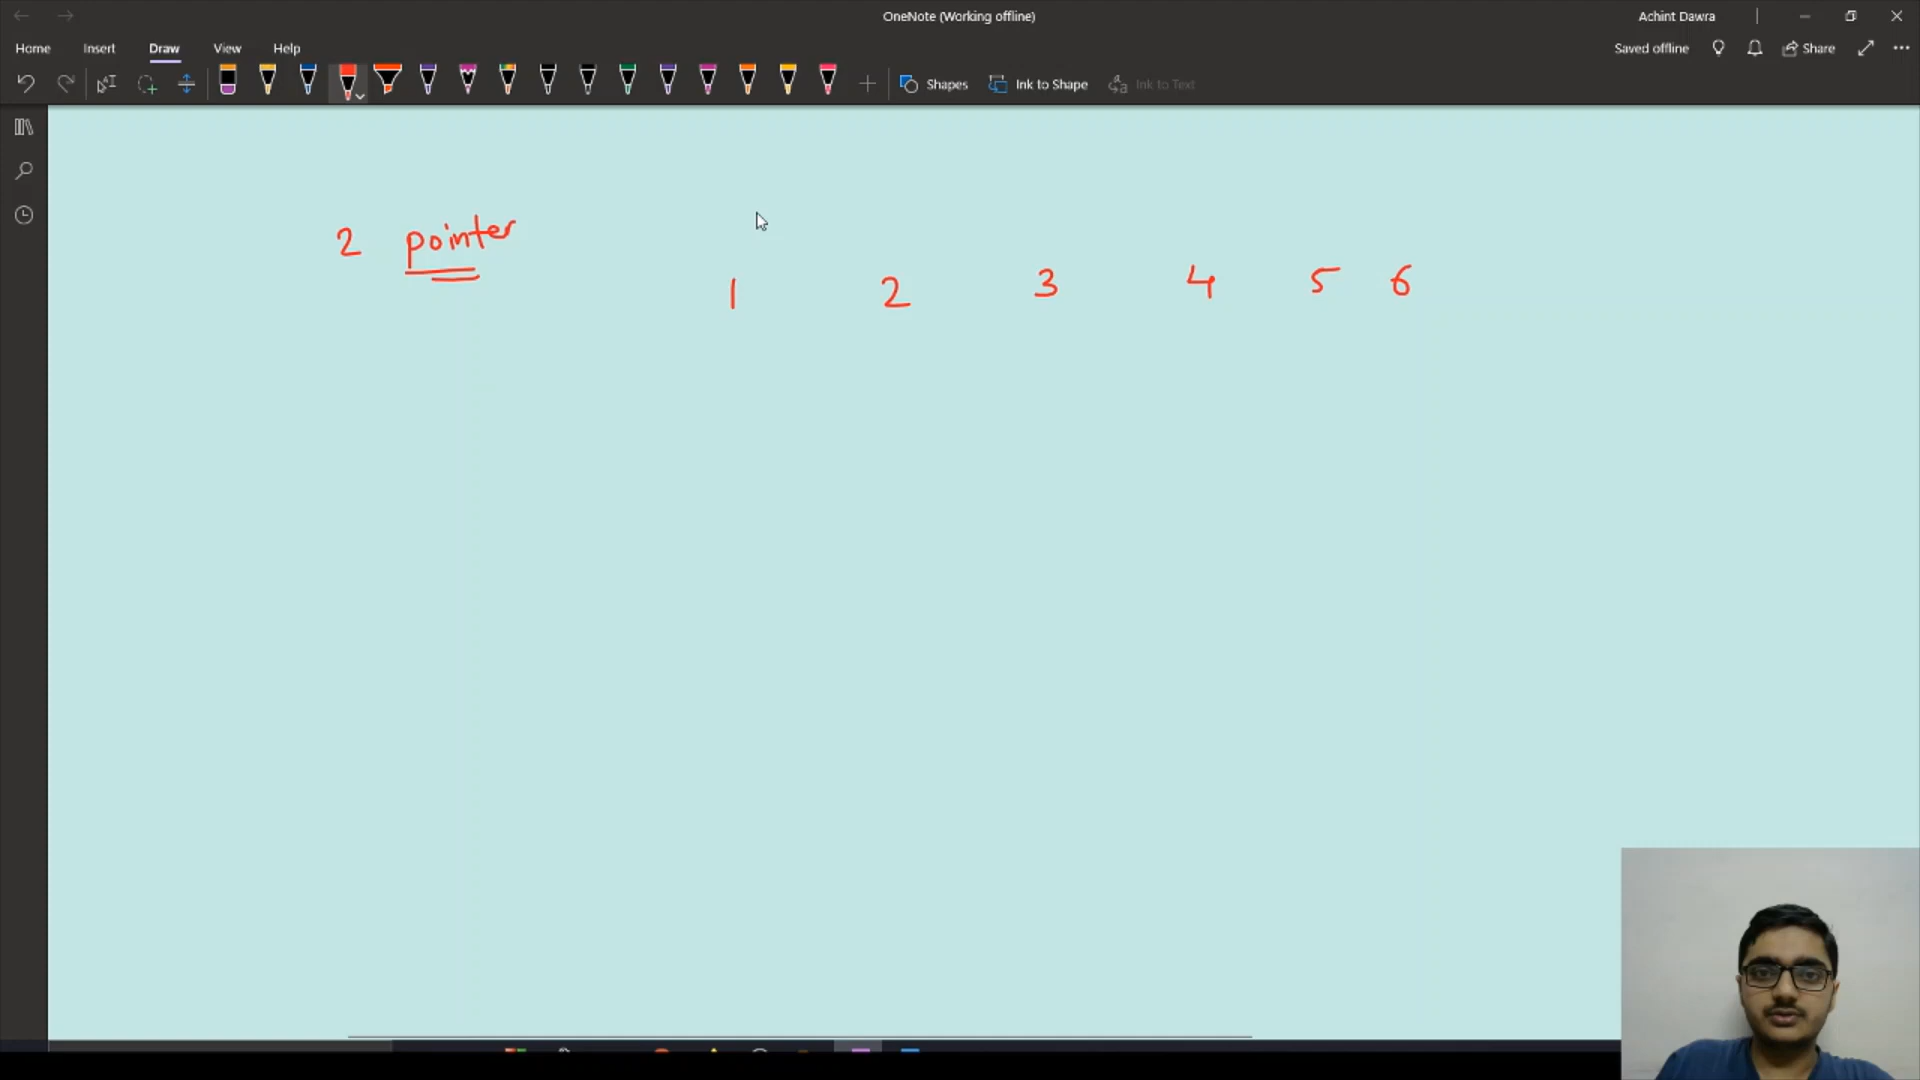 OneNote (Working offline)
Achint Dawra
Home Insert Draw View Help
Saved offline
Share
Shapes
Ink to Shape
Ink to Text
2 pointer
1 2 3 4 5 6